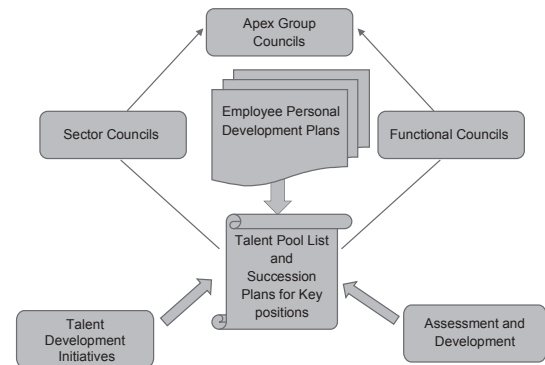 Apex Group
Councils
Employee Personal
Development Plans
Sector Councils
Functional Councils
Talent Pool List
and
Succession
Plans for Key
positions
Talent
Development
Initiatives
Assessment and
Development